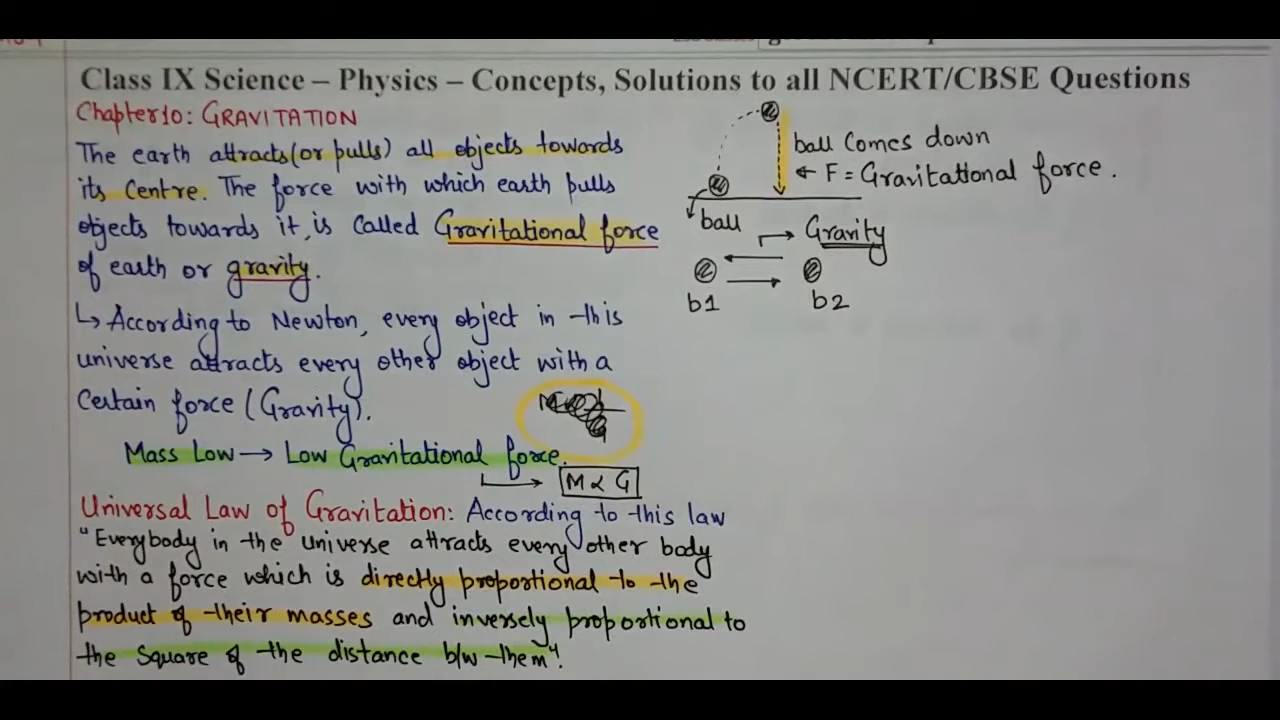 Class IX Science – Physics – Concepts, Solutions to all NCERT/CBSE Questions
Chapter 10: GRAVITATION
The earth attracts (or pulls) all objects towards
its Centre. The force with which earth pulls
objects towards it, is called Gravitational force
of earth or gravity.
↳ According to Newton, every object in this
universe attracts every other object with a
Certain force (Gravity).
Mass Low → Low Gravitational force.
M ∝ G
Universal Law of Gravitation: According to this law
"Everybody in the universe attracts every other body
with a force which is directly proportional to the
product of their masses and inversely proportional to
the square of the distance b/w them".
ball comes down
← F = Gravitational force.
ball
→ Gravity
b1
b2